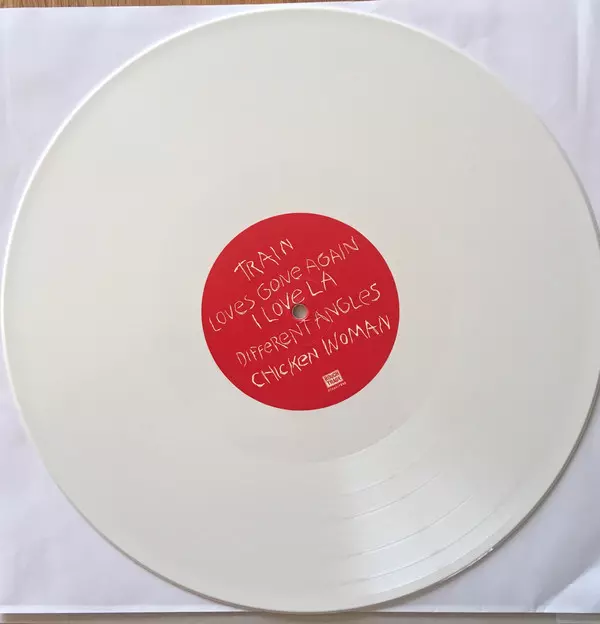 TRAIN
LOVES GONE AGAIN
I LOVE LA
DIFFERENT ANGLES
CHICKEN WOMAN